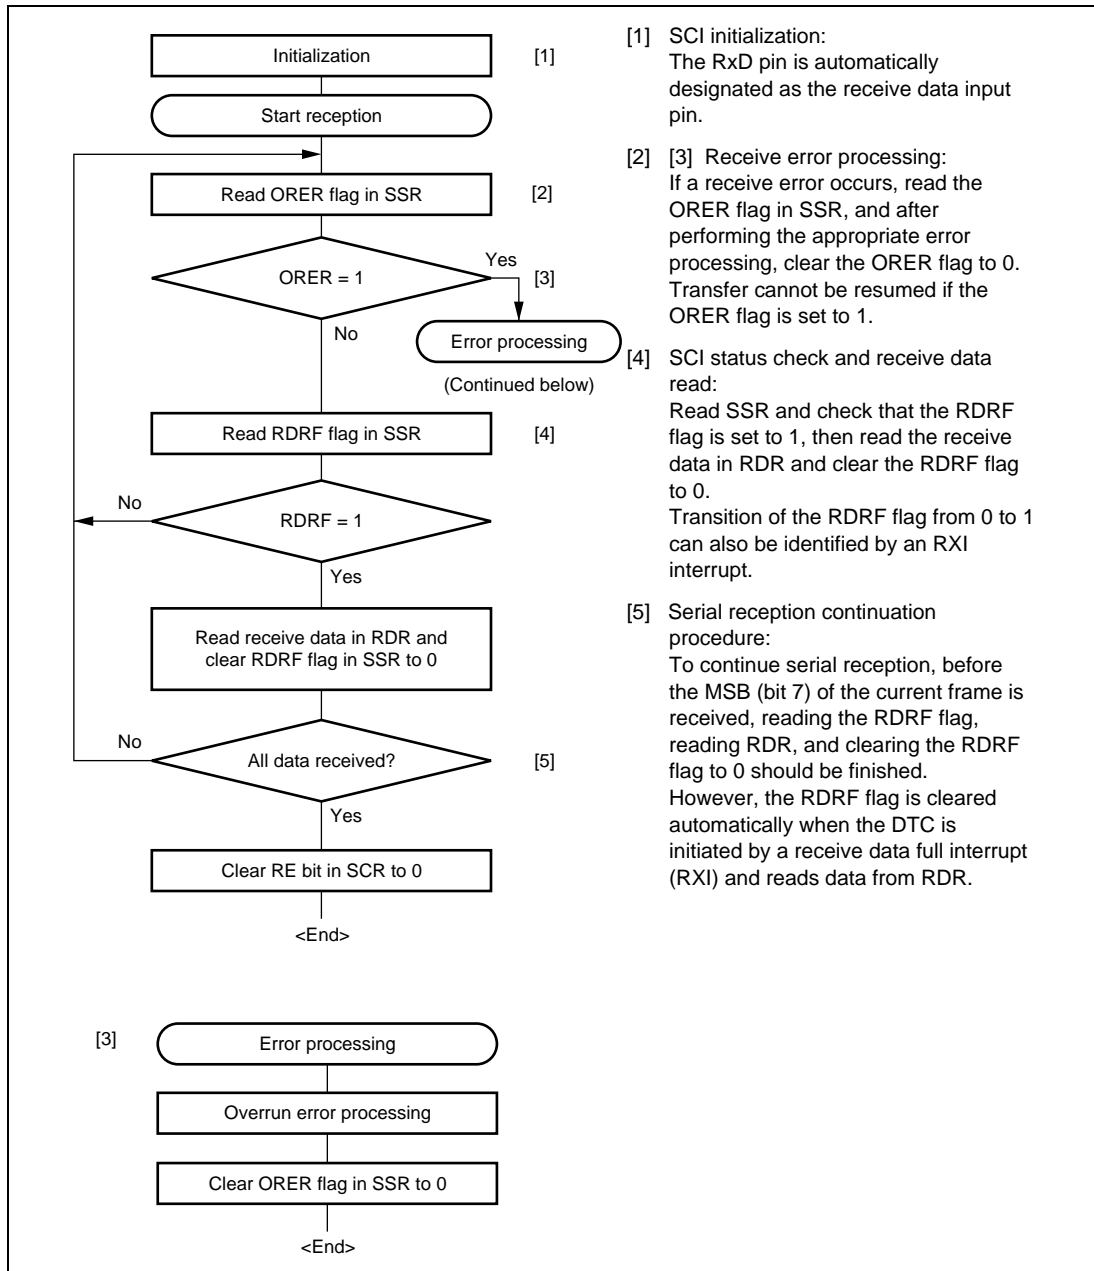 Initialization
[1]
Start reception
Read ORER flag in SSR
[2]
ORER = 1
Yes
[3]
No
Error processing
(Continued below)
Read RDRF flag in SSR
[4]
No
RDRF = 1
Yes
Read receive data in RDR and
clear RDRF flag in SSR to 0
No
All data received?
[5]
Yes
Clear RE bit in SCR to 0
<End>
[3]
Error processing
Overrun error processing
Clear ORER flag in SSR to 0
<End>
[1] SCI initialization:
The RxD pin is automatically
designated as the receive data input
pin.
[2] [3] Receive error processing:
If a receive error occurs, read the
ORER flag in SSR, and after
performing the appropriate error
processing, clear the ORER flag to 0.
Transfer cannot be resumed if the
ORER flag is set to 1.
[4] SCI status check and receive data
read:
Read SSR and check that the RDRF
flag is set to 1, then read the receive
data in RDR and clear the RDRF flag
to 0.
Transition of the RDRF flag from 0 to 1
can also be identified by an RXI
interrupt.
[5] Serial reception continuation
procedure:
To continue serial reception, before
the MSB (bit 7) of the current frame is
received, reading the RDRF flag,
reading RDR, and clearing the RDRF
flag to 0 should be finished.
However, the RDRF flag is cleared
automatically when the DTC is
initiated by a receive data full interrupt
(RXI) and reads data from RDR.